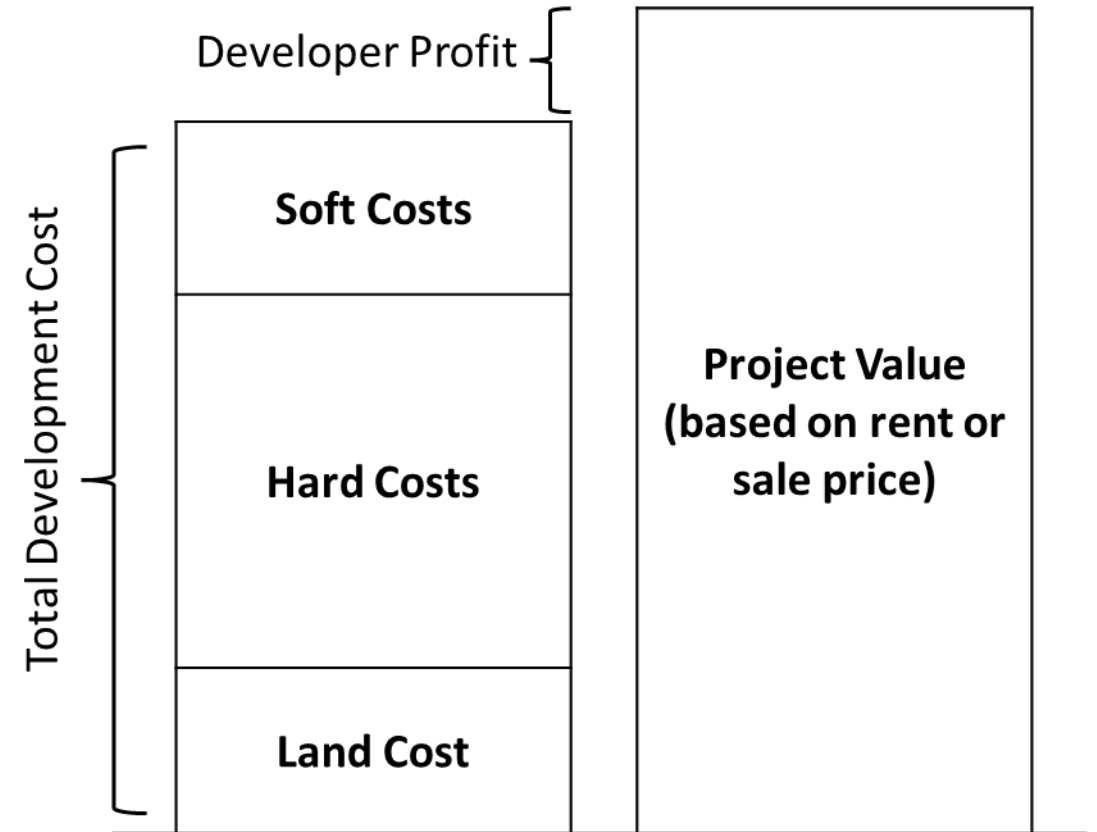 Developer Profit
Soft Costs
Total Development Cost
Hard Costs
Land Cost
Project Value
(based on rent or
sale price)